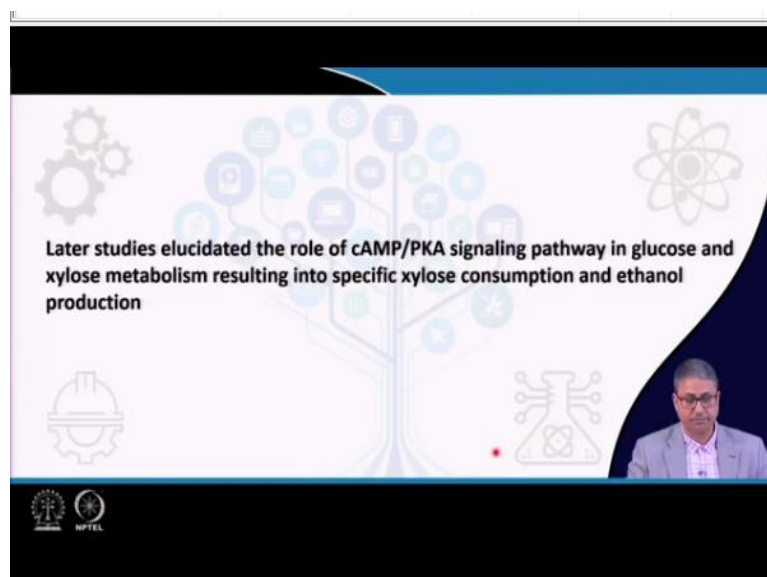 Later studies elucidated the role of cAMP/PKA signaling pathway in glucose and
xylose metabolism resulting into specific xylose consumption and ethanol
production
NPTEL